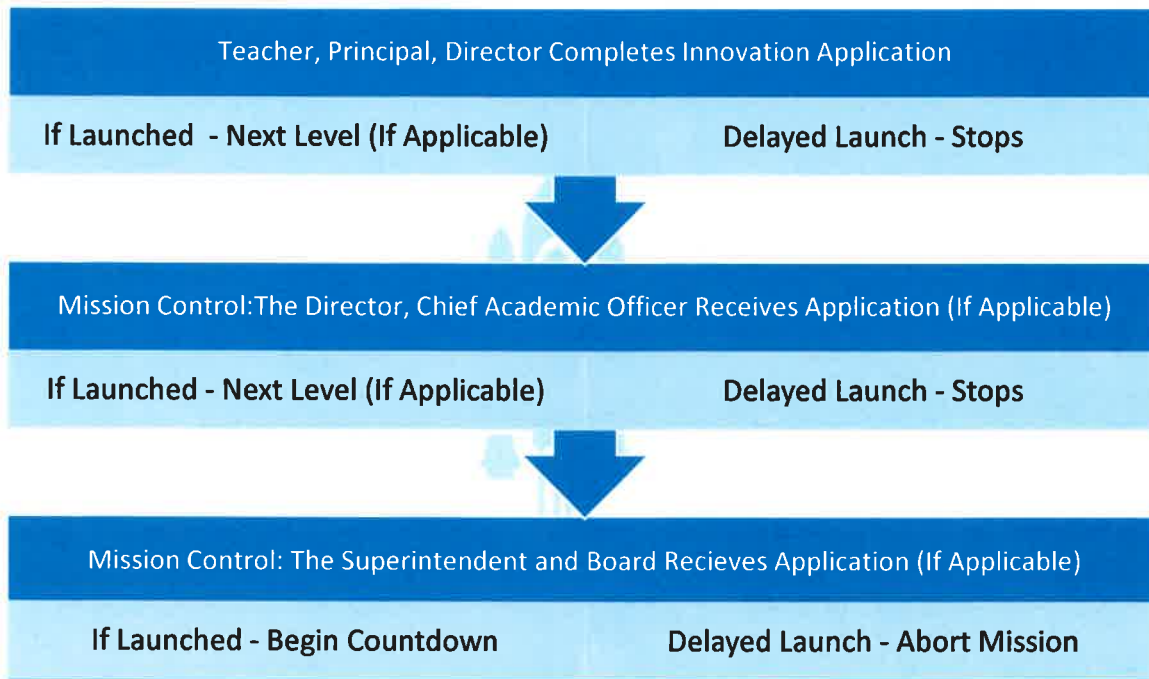 Teacher, Principal, Director Completes Innovation Application
If Launched - Next Level (If Applicable) Delayed Launch - Stops
Mission Control:The Director, Chief Academic Officer Receives Application (If Applicable)
If Launched - Next Level (If Applicable) Delayed Launch - Stops
Mission Control: The Superintendent and Board Recieves Application (If Applicable)
If Launched - Begin Countdown Delayed Launch - Abort Mission